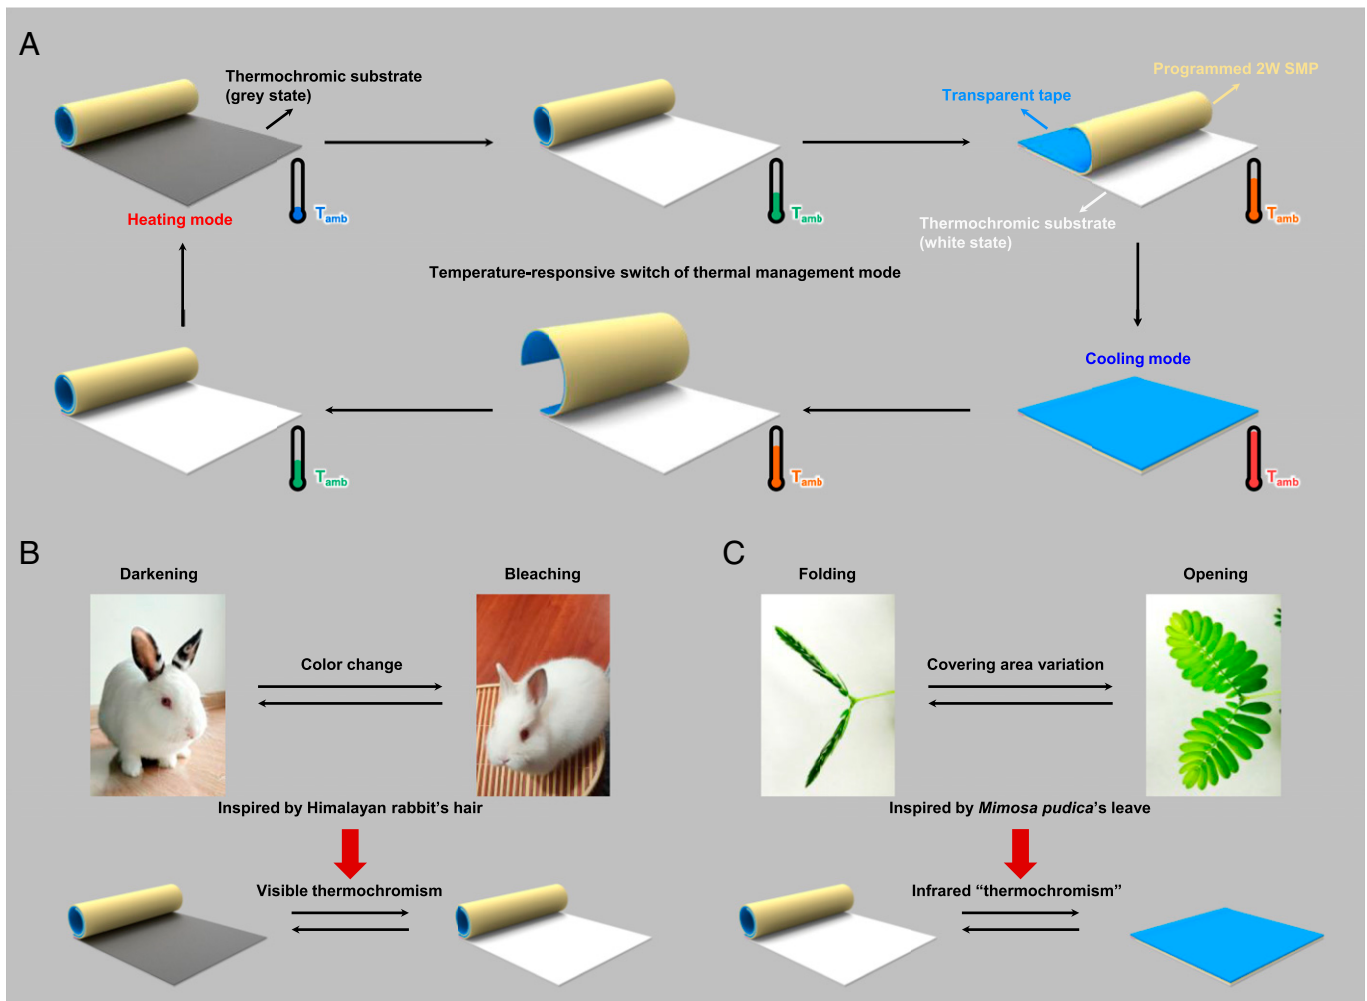 A
Thermochromic substrate
(grey state)
Programmed 2W SMP
Transparent tape
Tamb
Tamb
Tamb
Heating mode
Thermochromic substrate
(white state)
Temperature-responsive switch of thermal management mode
Cooling mode
Tamb
Tamb
Tamb
B
C
Darkening
Bleaching
Folding
Opening
Color change
Covering area variation
Inspired by Himalayan rabbit's hair
Inspired by Mimosa pudica's leave
Visible thermochromism
Infrared “thermochromism”